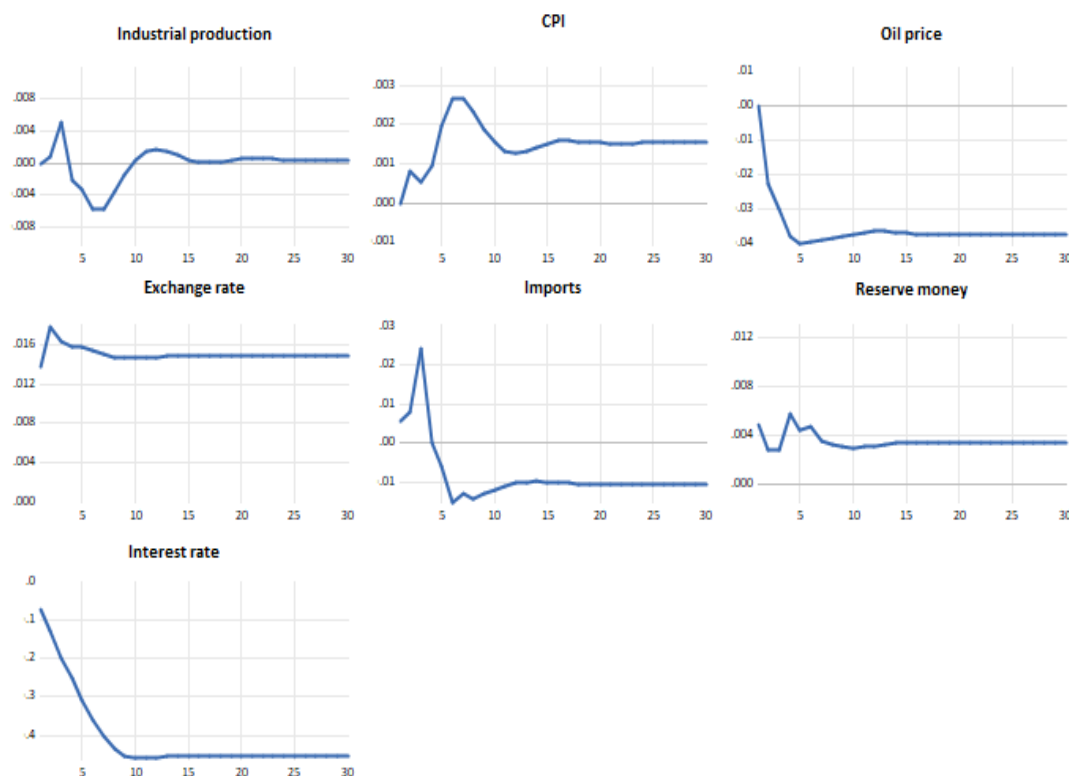 Industrial production
.008
.004
.000
.004
.008
5 10 15 20 25 30
CPI
.003
.002
.001
.000
.001
5 10 15 20 25 30
Oil price
.01
.00
.01
.02
.03
.04
5 10 15 20 25 30
Exchange rate
.016
.012
.008
.004
.000
5 10 15 20 25 30
Imports
.03
.02
.01
.00
.01
5 10 15 20 25 30
Reserve money
.012
.008
.004
.000
5 10 15 20 25 30
Interest rate
.0
.1
.2
.3
.4
5 10 15 20 25 30